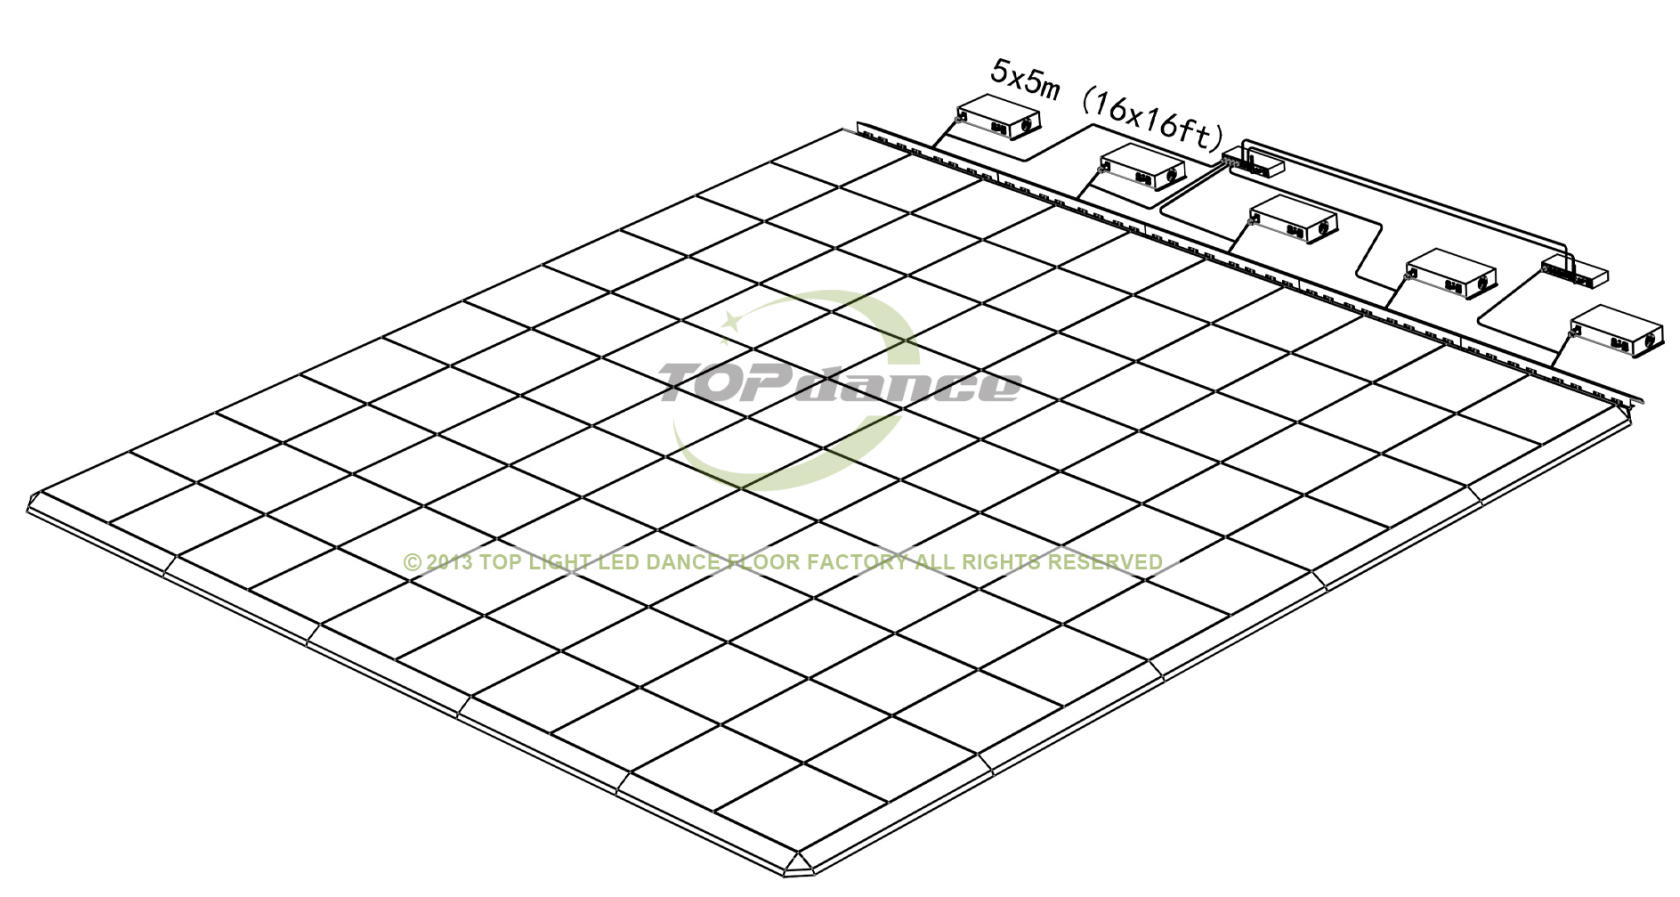 5x5m (16x16ft)
TOPdance
© 2013 TOP LIGHT LED DANCE FLOOR FACTORY ALL RIGHTS RESERVED